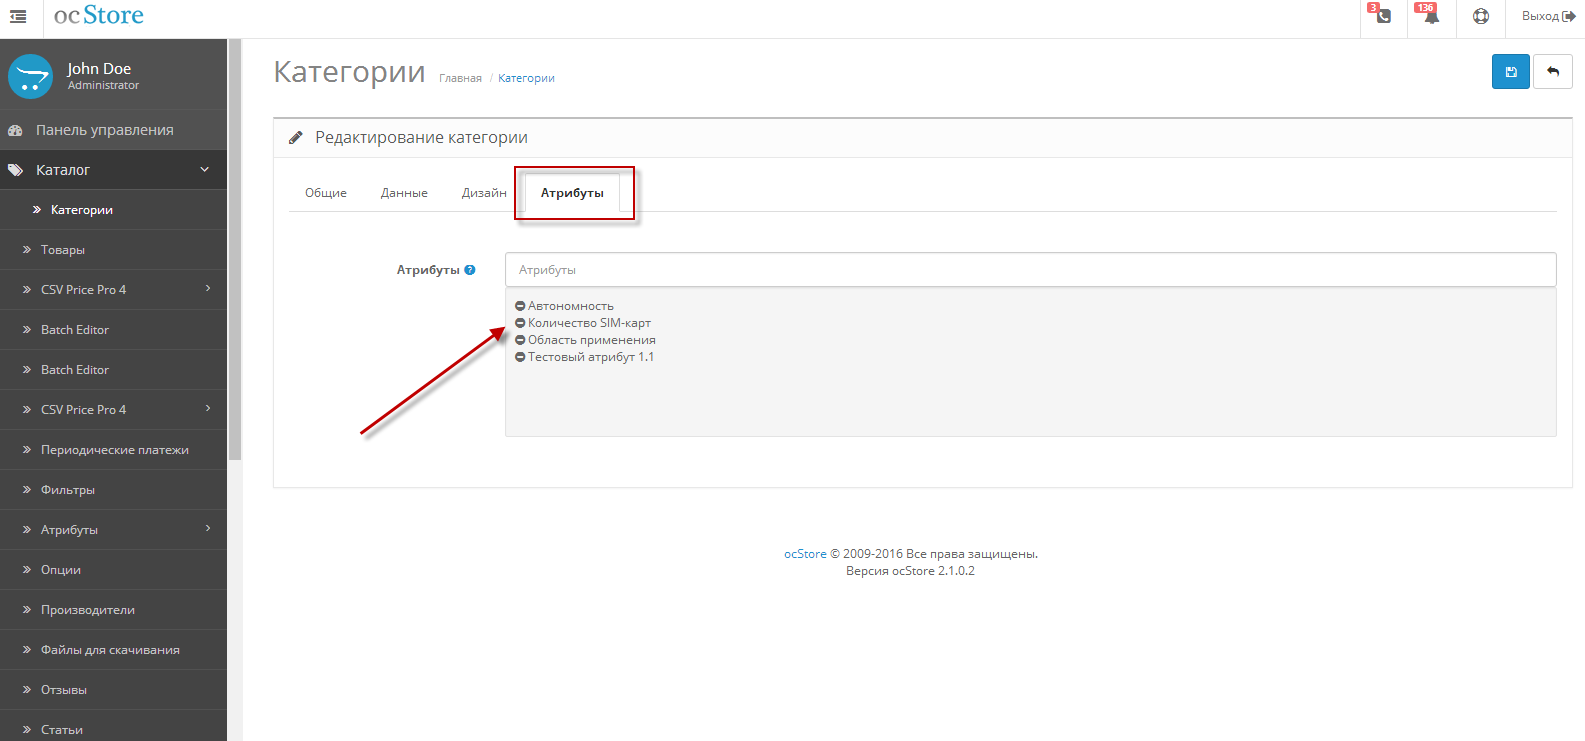 ocStore
3
136
Выход
John Doe
Administrator
Панель управления
Каталог
Категории
Товары
CSV Price Pro 4
Batch Editor
Batch Editor
CSV Price Pro 4
Периодические платежи
Фильтры
Атрибуты
Опции
Производители
Файлы для скачивания
Отзывы
Статьи
Категории
Главная / Категории
Редактирование категории
Общие Данные Дизайн Атрибуты
Атрибуты ?
Атрибуты
Автономность
Количество SIM-карт
Область применения
Тестовый атрибут 1.1
ocStore © 2009-2016 Все права защищены.
Версия ocStore 2.1.0.2